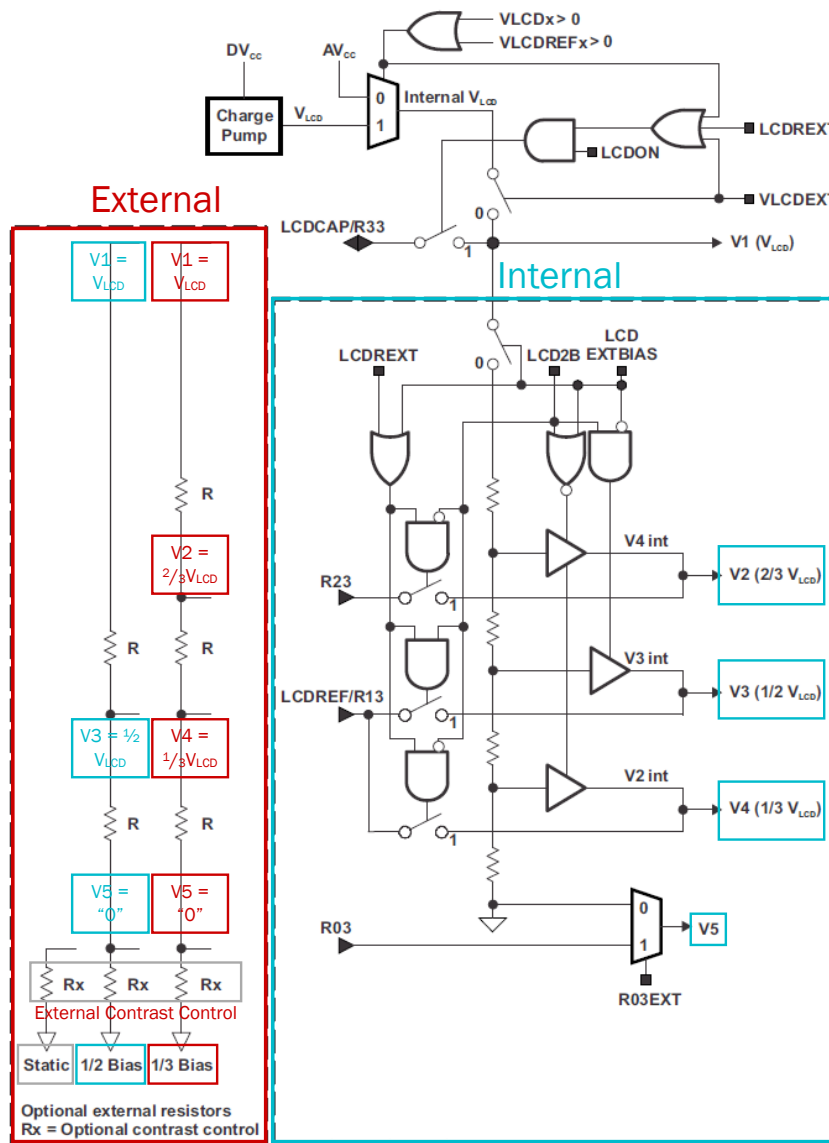 VLCDx > 0
VLCDREFx > 0
DVcc
AVcc
Charge
Pump
VLCD
0
1
Internal VLCD
LCDREXT
LCDON
External
VLCDEXT
LCDCAP/R33
0
1
V1 (VLCD)
V1 =
VLCD
V1 =
VLCD
Internal
LCDREXT
0
LCD2B
LCD
EXTBIAS
R
V2 =
2/3VLCD
V4 int
R23
1
V2 (2/3 VLCD)
R
R
V3 int
LCDREF/R13
1
V3 (1/2 VLCD)
V3 = ½
VLCD
V4 =
1/3VLCD
V2 int
V4 (1/3 VLCD)
R
R
1
V5 =
"0"
V5 =
"0"
R03
0
1
V5
Rx
Rx
Rx
R03EXT
External Contrast Control
Static
1/2 Bias
1/3 Bias
Optional external resistors
Rx = Optional contrast control